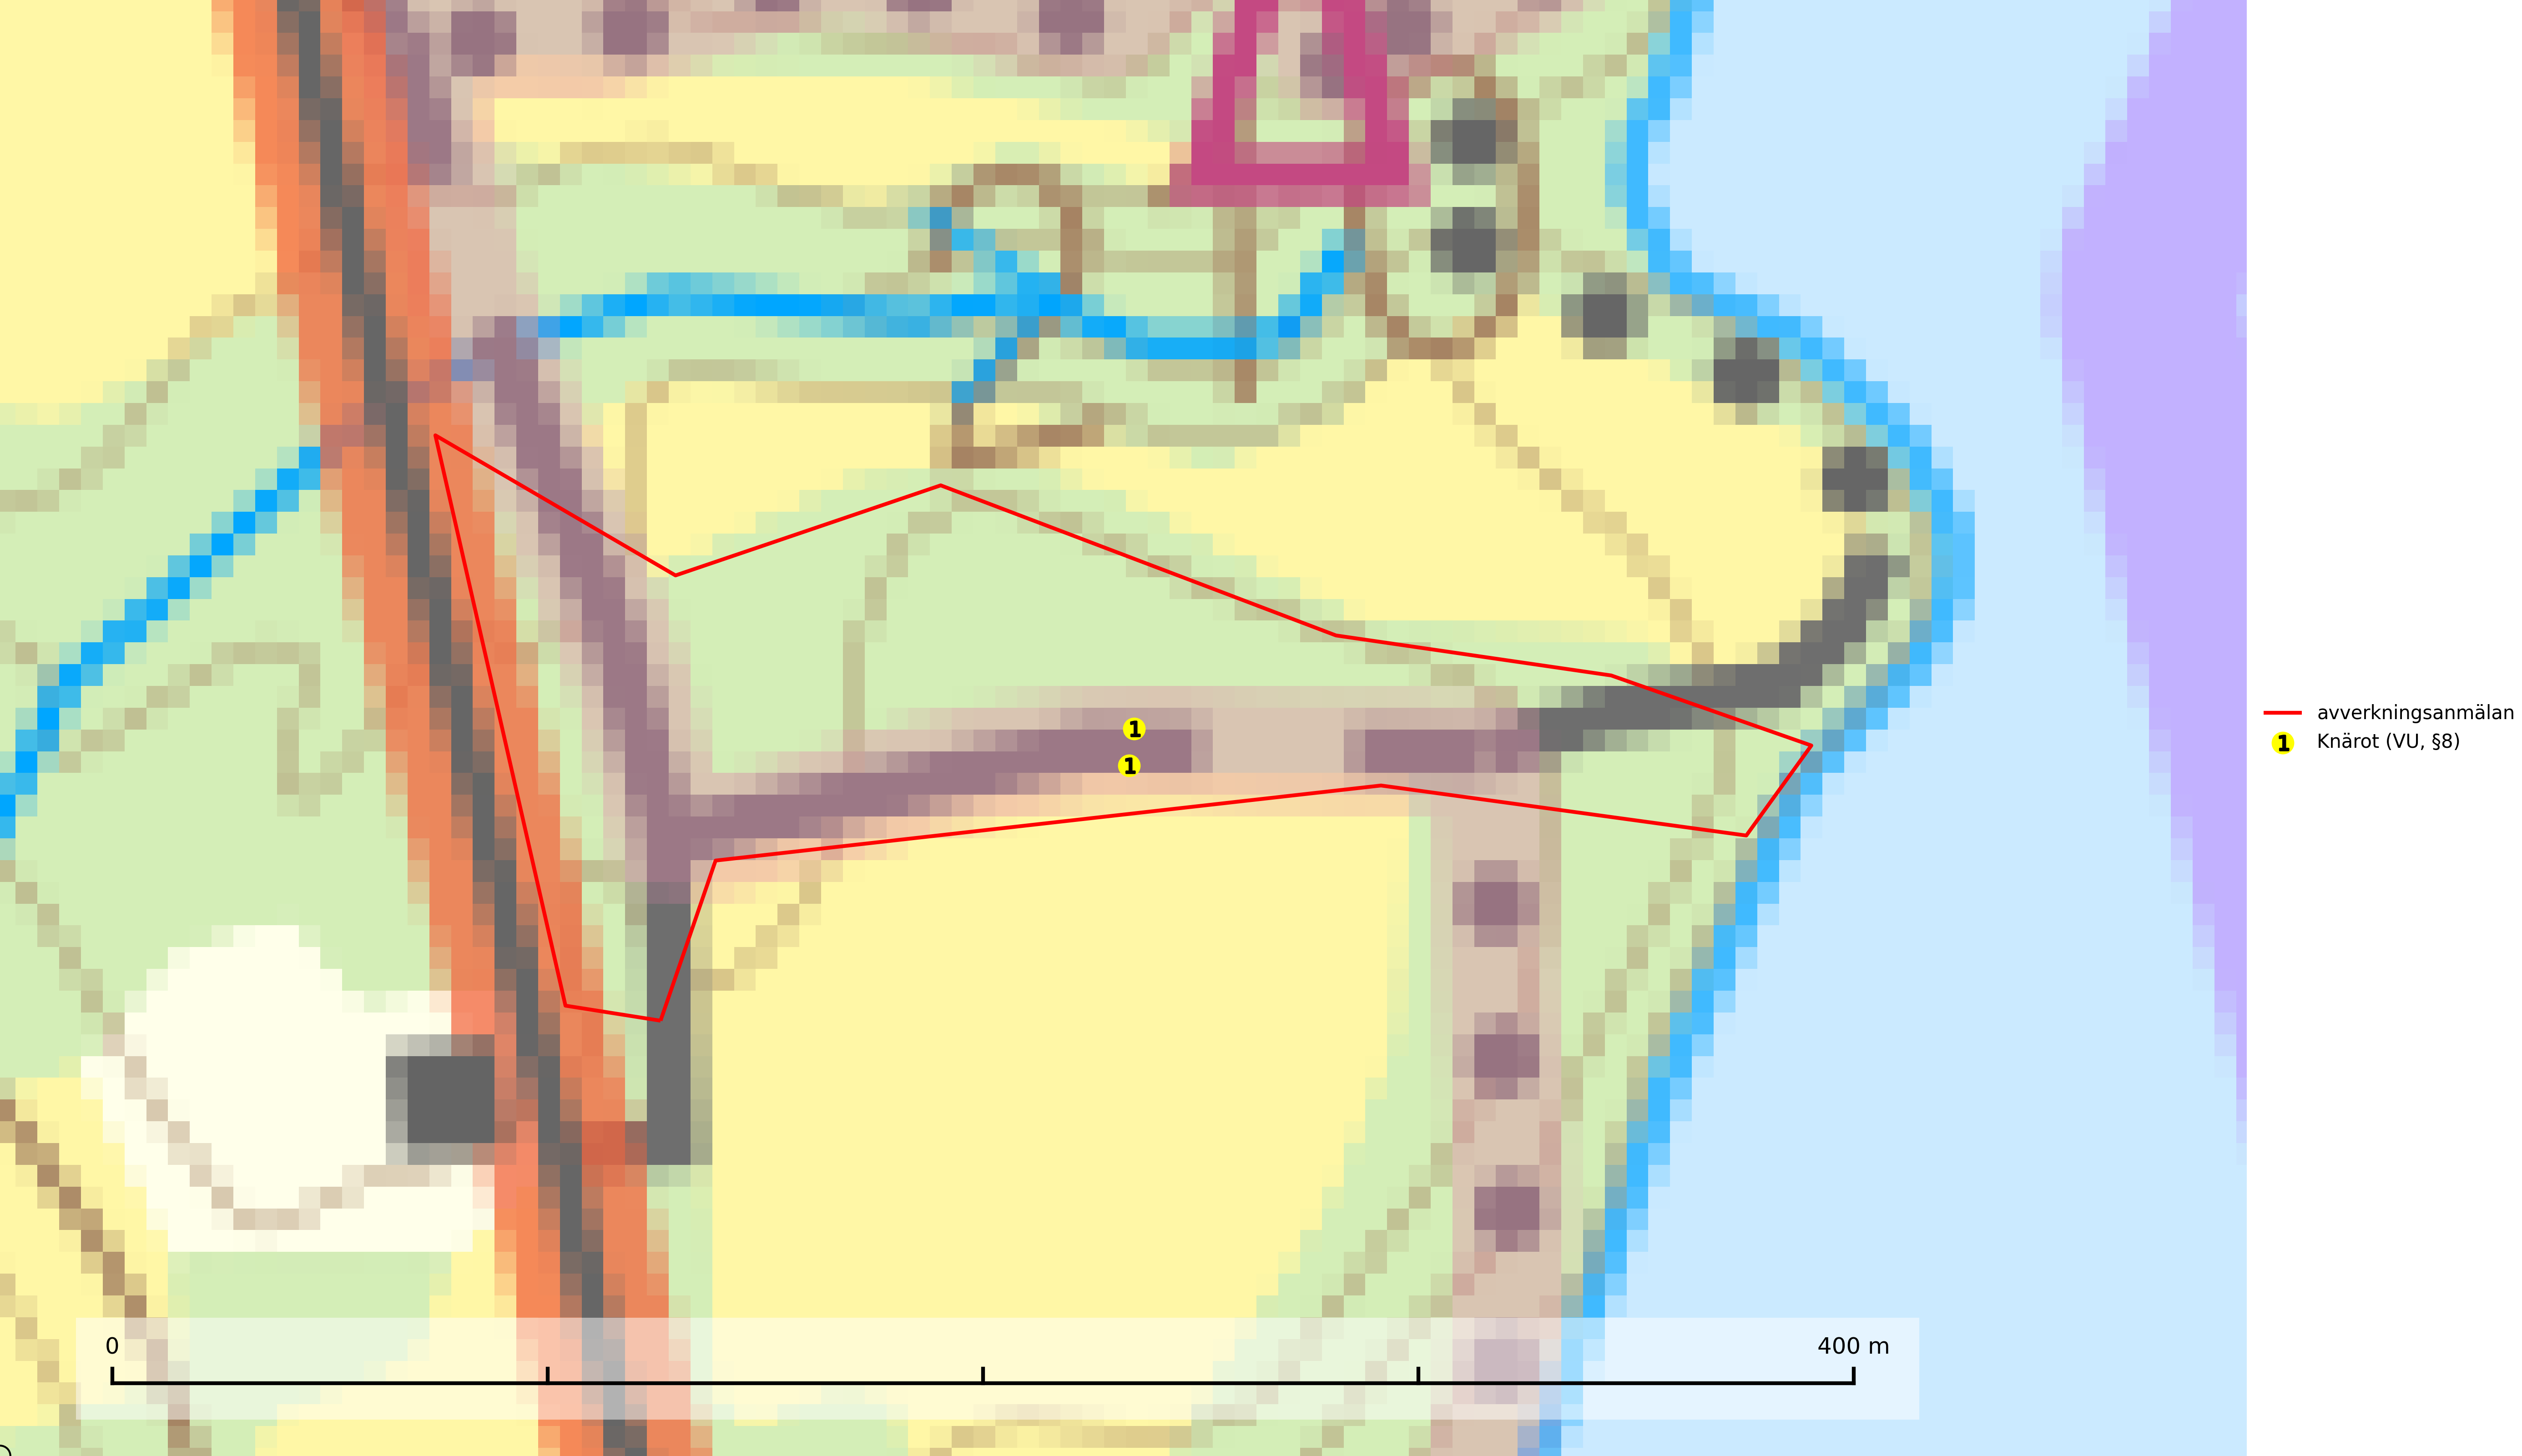 1
1
avverkningsanmälan
1 Knärot (VU, §8)
0 400 m